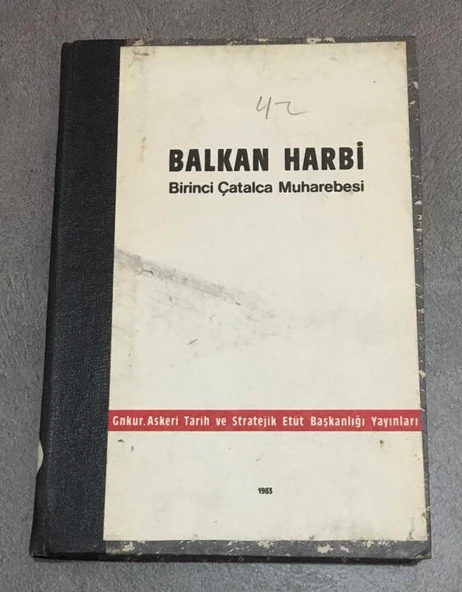 42
BALKAN HARBİ
Birinci Çatalca Muharebesi
Gnkur. Askeri Tarih ve Stratejik Etüt Başkanlığı Yayınları
1983